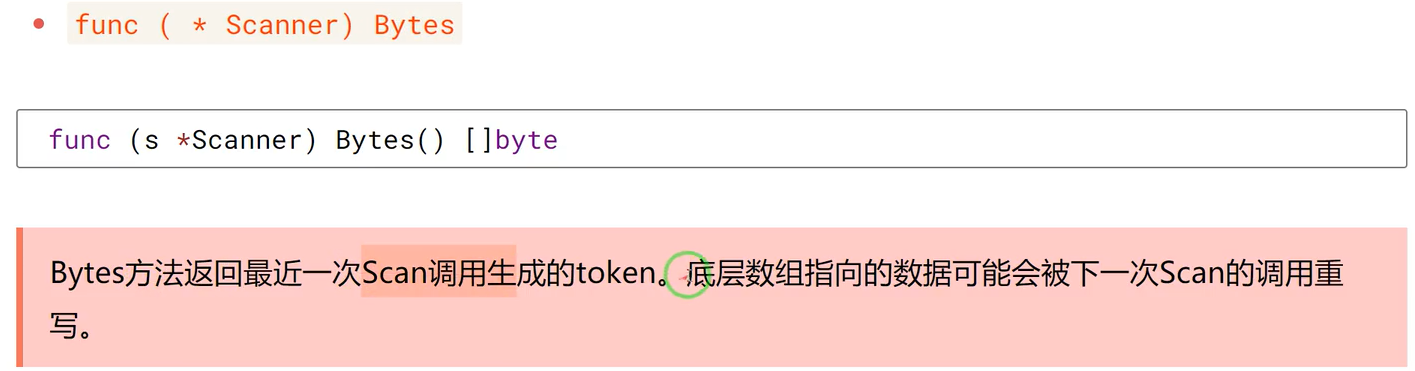 func ( * Scanner) Bytes
func (s *Scanner) Bytes() []byte
Bytes方法返回最近一次Scan调用生成的token。底层数组指向的数据可能会被下一次Scan的调用重
写。